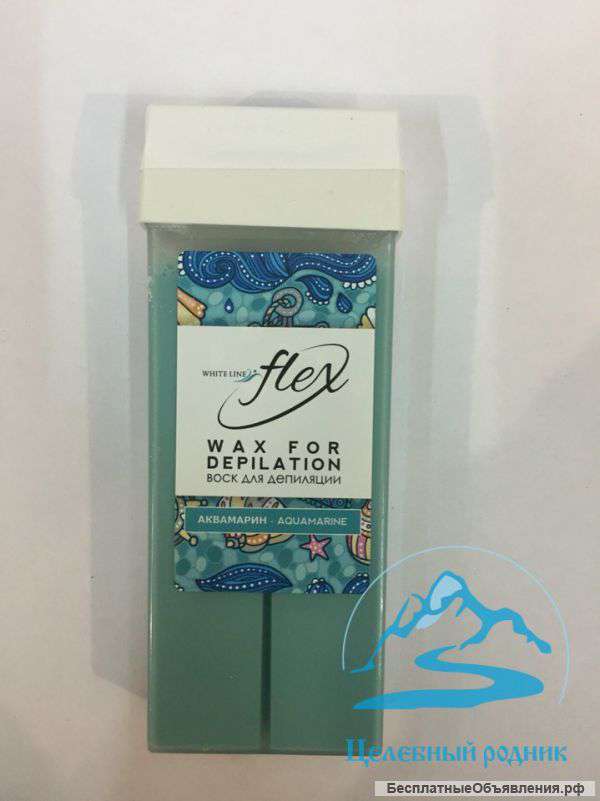 WHITE LINE
flex
WAX FOR
DEPILATION
ВОСК ДЛЯ ДЕПИЛЯЦИИ
АКВАМАРИН - AQUAMARINE
Целебный родник
БесплатныеОбъявления.рф